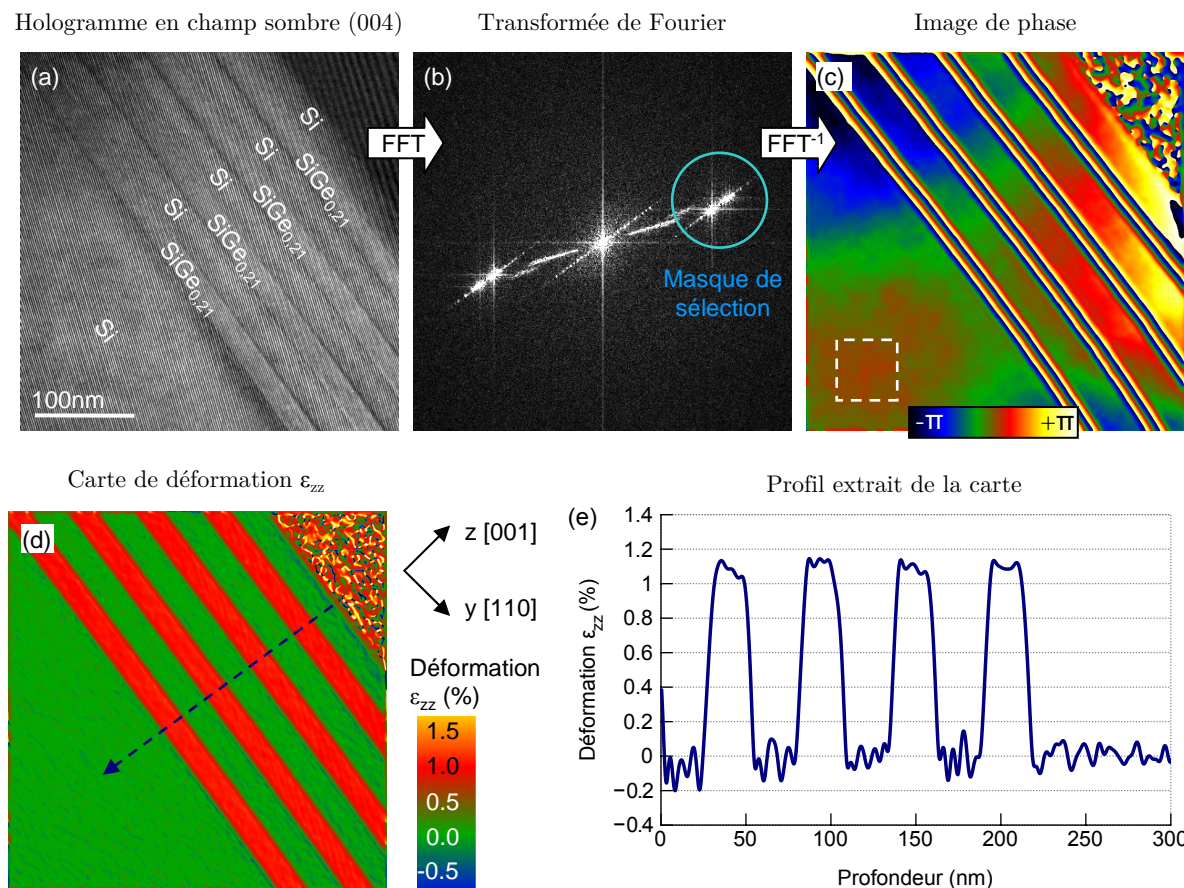 Hologramme en champ sombre (004)
Transformée de Fourier
Image de phase
(a)
Si
SiGe0.21
Si
SiGe0.21
Si
SiGe0.21
Si
SiGe0.21
Si
100nm
FFT
(b)
Masque de
sélection
FFT-1
(c)
-π
+π
Carte de déformation εzz
(d)
z [001]
y [110]
Déformation
εzz (%)
1.5
1.0
0.5
0.0
-0.5
Profil extrait de la carte
(e)
Déformation εzz (%)
1.4
1.2
1
0.8
0.6
0.4
0.2
0
−0.2
−0.4
0 50 100 150 200 250 300
Profondeur (nm)